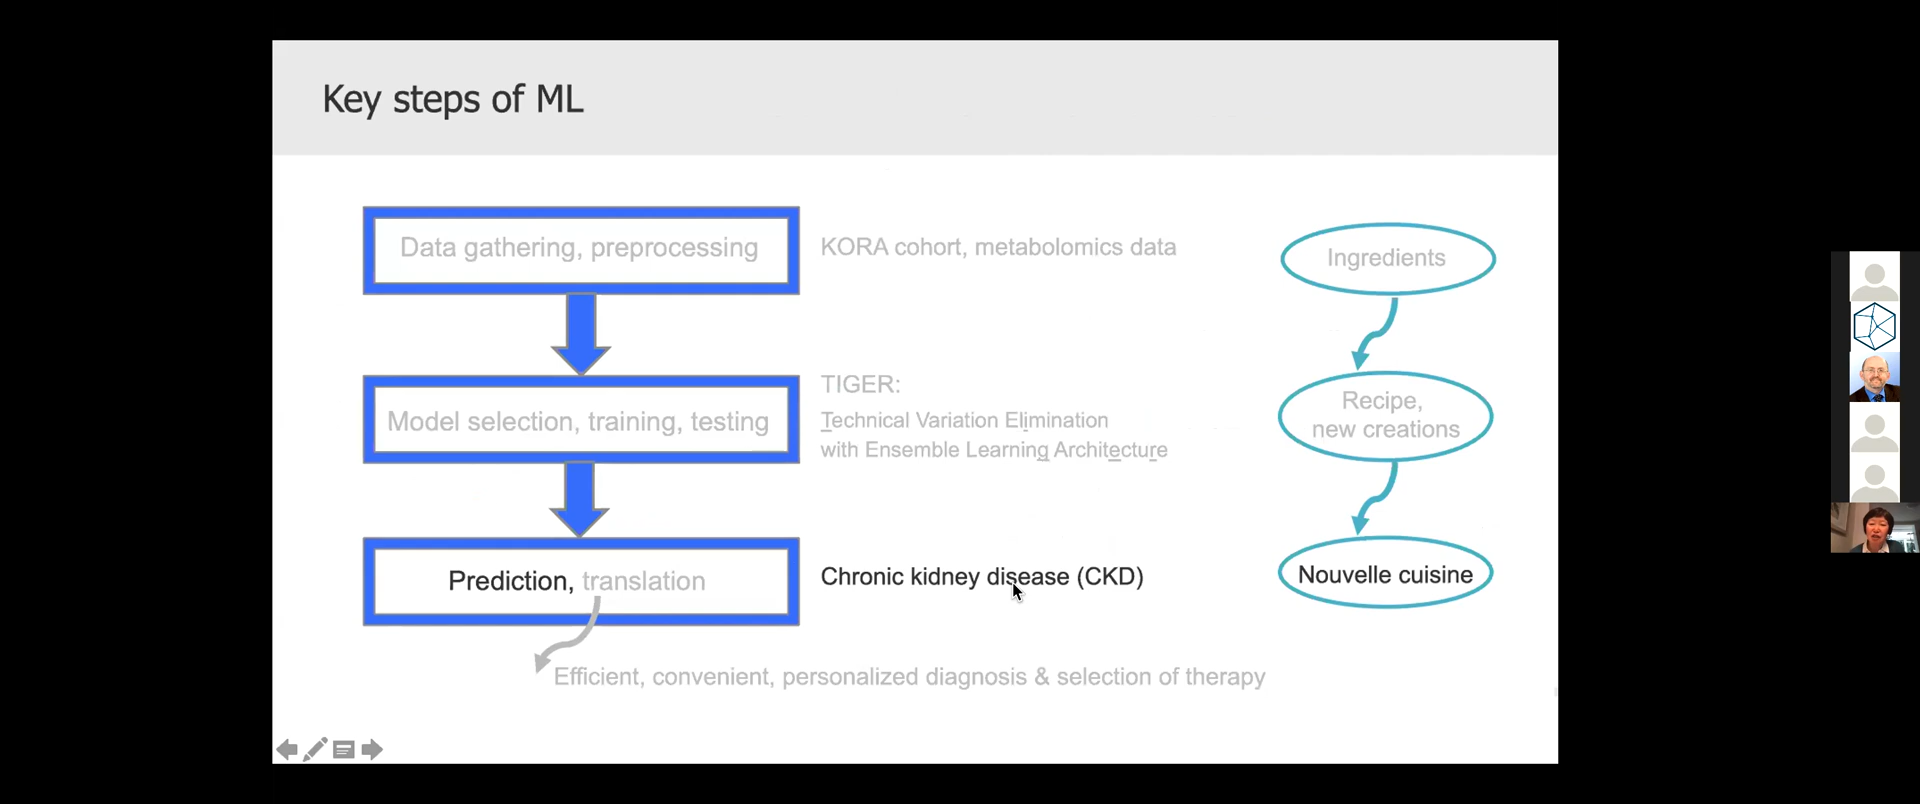 Key steps of ML
Data gathering, preprocessing
KORA cohort, metabolomics data
Ingredients
Model selection, training, testing
TIGER:
Technical Variation Elimination
with Ensemble Learning Architecture
Recipe,
new creations
Prediction, translation
Chronic kidney disease (CKD)
Nouvelle cuisine
Efficient, convenient, personalized diagnosis & selection of therapy